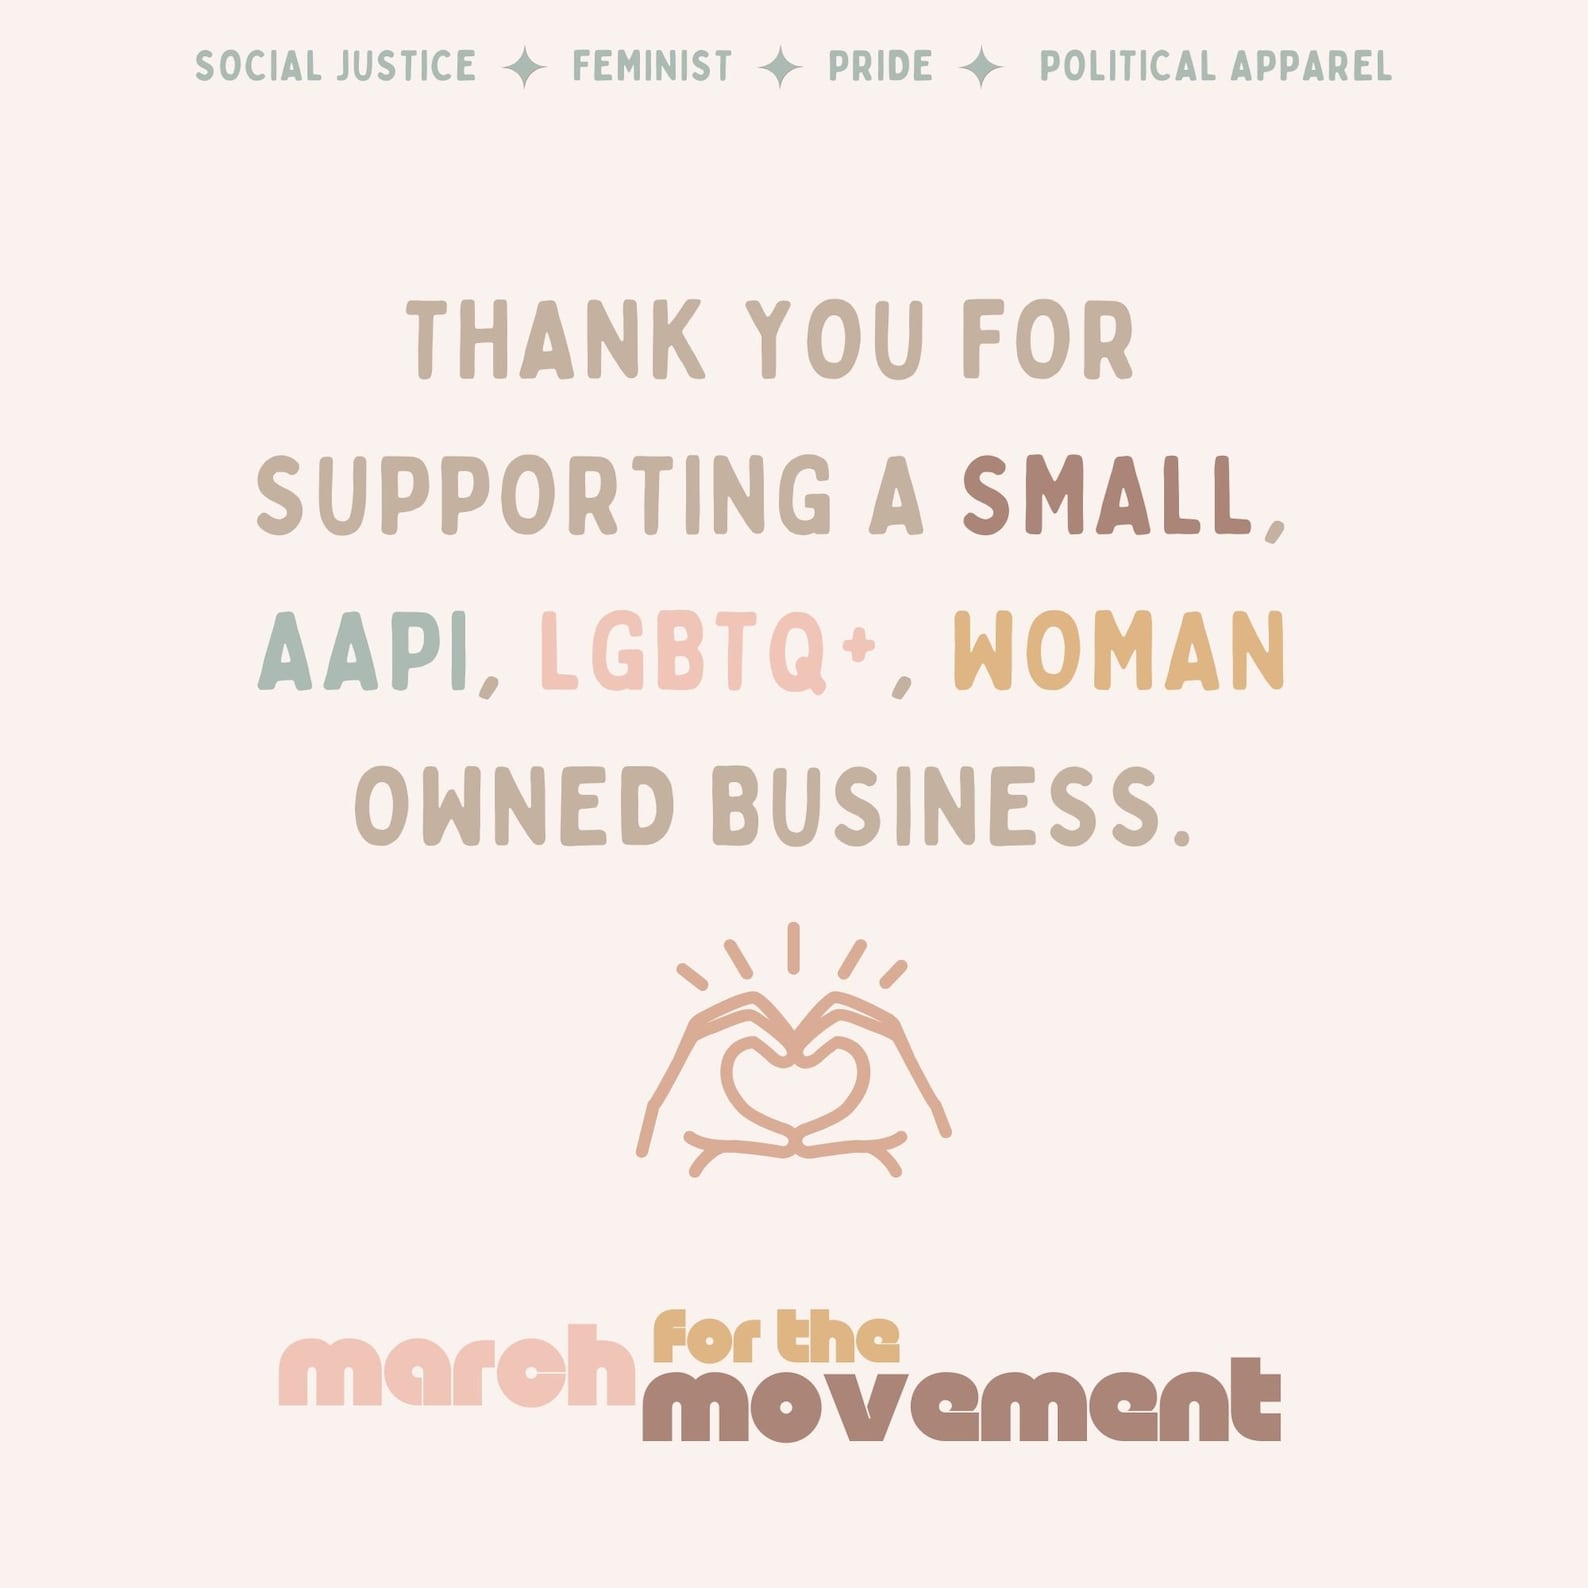 SOCIAL JUSTICE ✦ FEMINIST ✦ PRIDE ✦ POLITICAL APPAREL
THANK YOU FOR
SUPPORTING A SMALL,
AAPI, LGBTQ+, WOMAN
OWNED BUSINESS.
march for the
movement